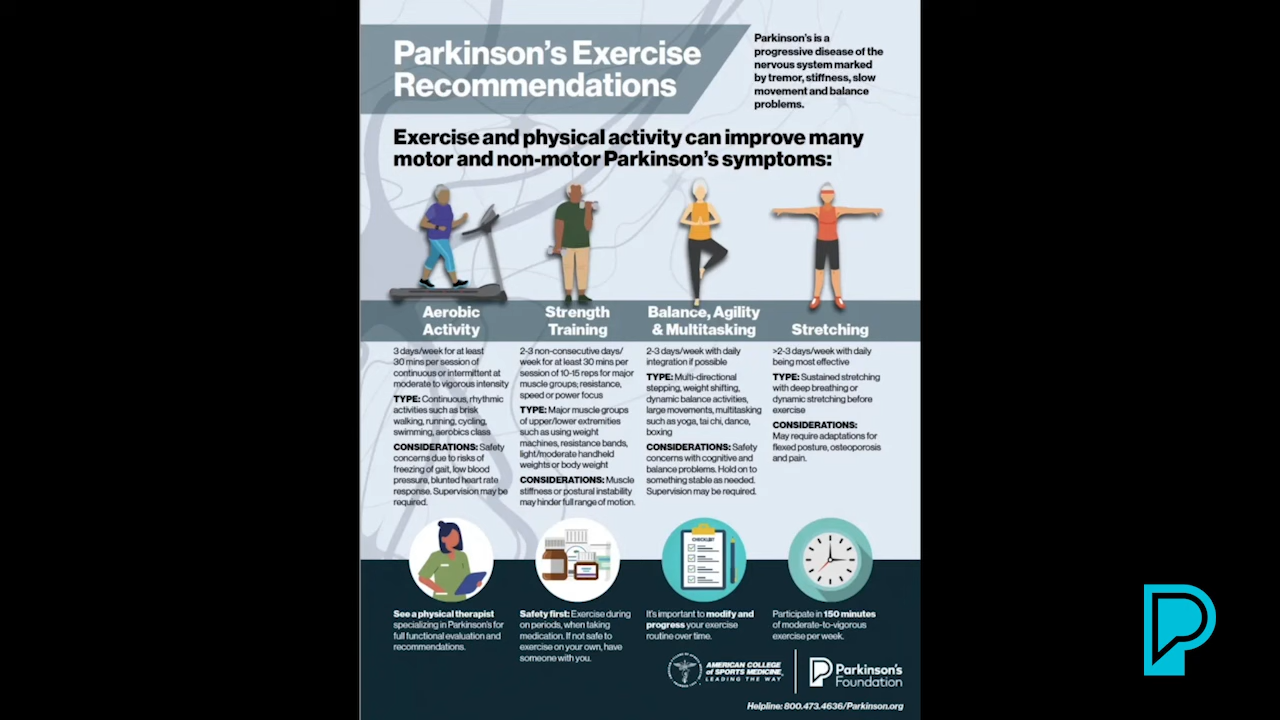 Parkinson's Exercise
Recommendations
Parkinson's is a
progressive disease of the
nervous system marked
by tremor, stiffness, slow
movement and balance
problems.
Exercise and physical activity can improve many
motor and non-motor Parkinson's symptoms:
Aerobic
Activity
3 days/week for at least
30 mins per session of
continuous or intermittent at
moderate to vigorous intensity
TYPE: Continuous, rhythmic
activities such as brisk
walking, running, cycling,
swimming, aerobics class
CONSIDERATIONS: Safety
concerns due to risks of
freezing of gait, low blood
pressure, blunted heart rate
response. Supervision may be
required.
Strength
Training
2-3 non-consecutive days/
week for at least 30 mins per
session of 10-15 reps for major
muscle groups; resistance,
speed or power focus
TYPE: Major muscle groups
of upper/lower extremities
such as using weight
machines, resistance bands,
light/moderate handheld
weights or body weight
CONSIDERATIONS: Muscle
stiffness or postural instability
may hinder full range of motion.
Balance, Agility
& Multitasking
2-3 days/week with daily
integration if possible
TYPE: Multi-directional
stepping, weight shifting,
dynamic balance activities,
large movements, multitasking
such as yoga, tai chi, dance,
boxing
CONSIDERATIONS: Safety
concerns with cognitive and
balance problems. Hold on to
something stable as needed.
Supervision may be required.
Stretching
>2-3 days/week with daily
being most effective
TYPE: Sustained stretching
with deep breathing or
dynamic stretching before
exercise
CONSIDERATIONS:
May require adaptations for
flexed posture, osteoporosis
and pain.
See a physical therapist
specializing in Parkinson's for
full functional evaluation and
recommendations.
Safety first: Exercise during
on periods, when taking
medication. If not safe to
exercise on your own, have
someone with you.
CHECKLIST
It's important to modify and
progress your exercise
routine over time.
Participate in 150 minutes
of moderate-to-vigorous
exercise per week.
AMERICAN COLLEGE
of SPORTS MEDICINE
LEADING THE WAY
Parkinson's
Foundation
Helpline: 800.473.4636/Parkinson.org